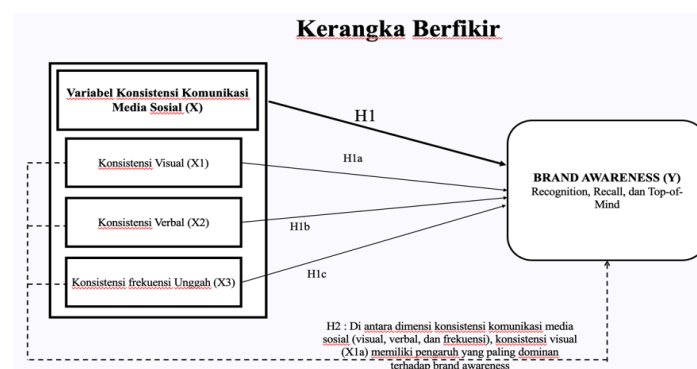 Kerangka Berfikir
Variabel Konsistensi Komunikasi
Media Sosial (X)
Konsistensi Visual (X1)
Konsistensi Verbal (X2)
Konsistensi frekuensi Unggah (X3)
H1
H1a
H1b
H1c
BRAND AWARENESS (Y)
Recognition, Recall, dan Top-of-
Mind
H2 : Di antara dimensi konsistensi komunikasi media
sosial (visual, verbal, dan frekuensi), konsistensi visual
(X1a) memiliki pengaruh yang paling dominan
terhadap brand awareness